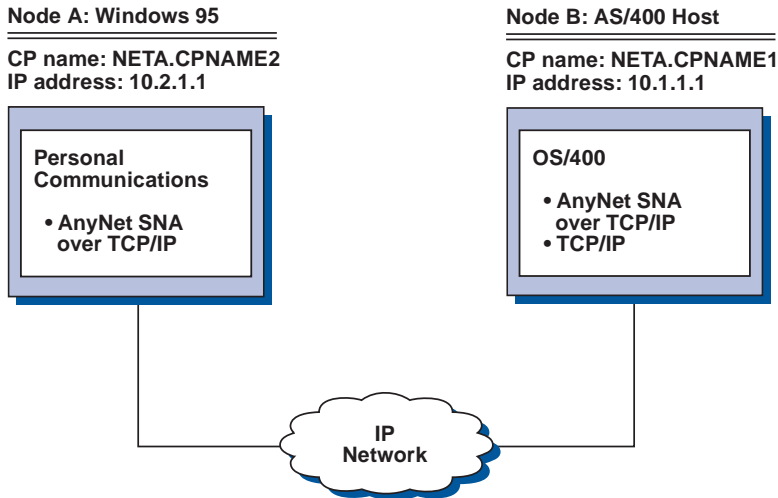 Node A: Windows 95
CP name: NETA.CPNAME2
IP address: 10.2.1.1
Personal
Communications
• AnyNet SNA
over TCP/IP
Node B: AS/400 Host
CP name: NETA.CPNAME1
IP address: 10.1.1.1
OS/400
• AnyNet SNA
over TCP/IP
• TCP/IP
IP
Network